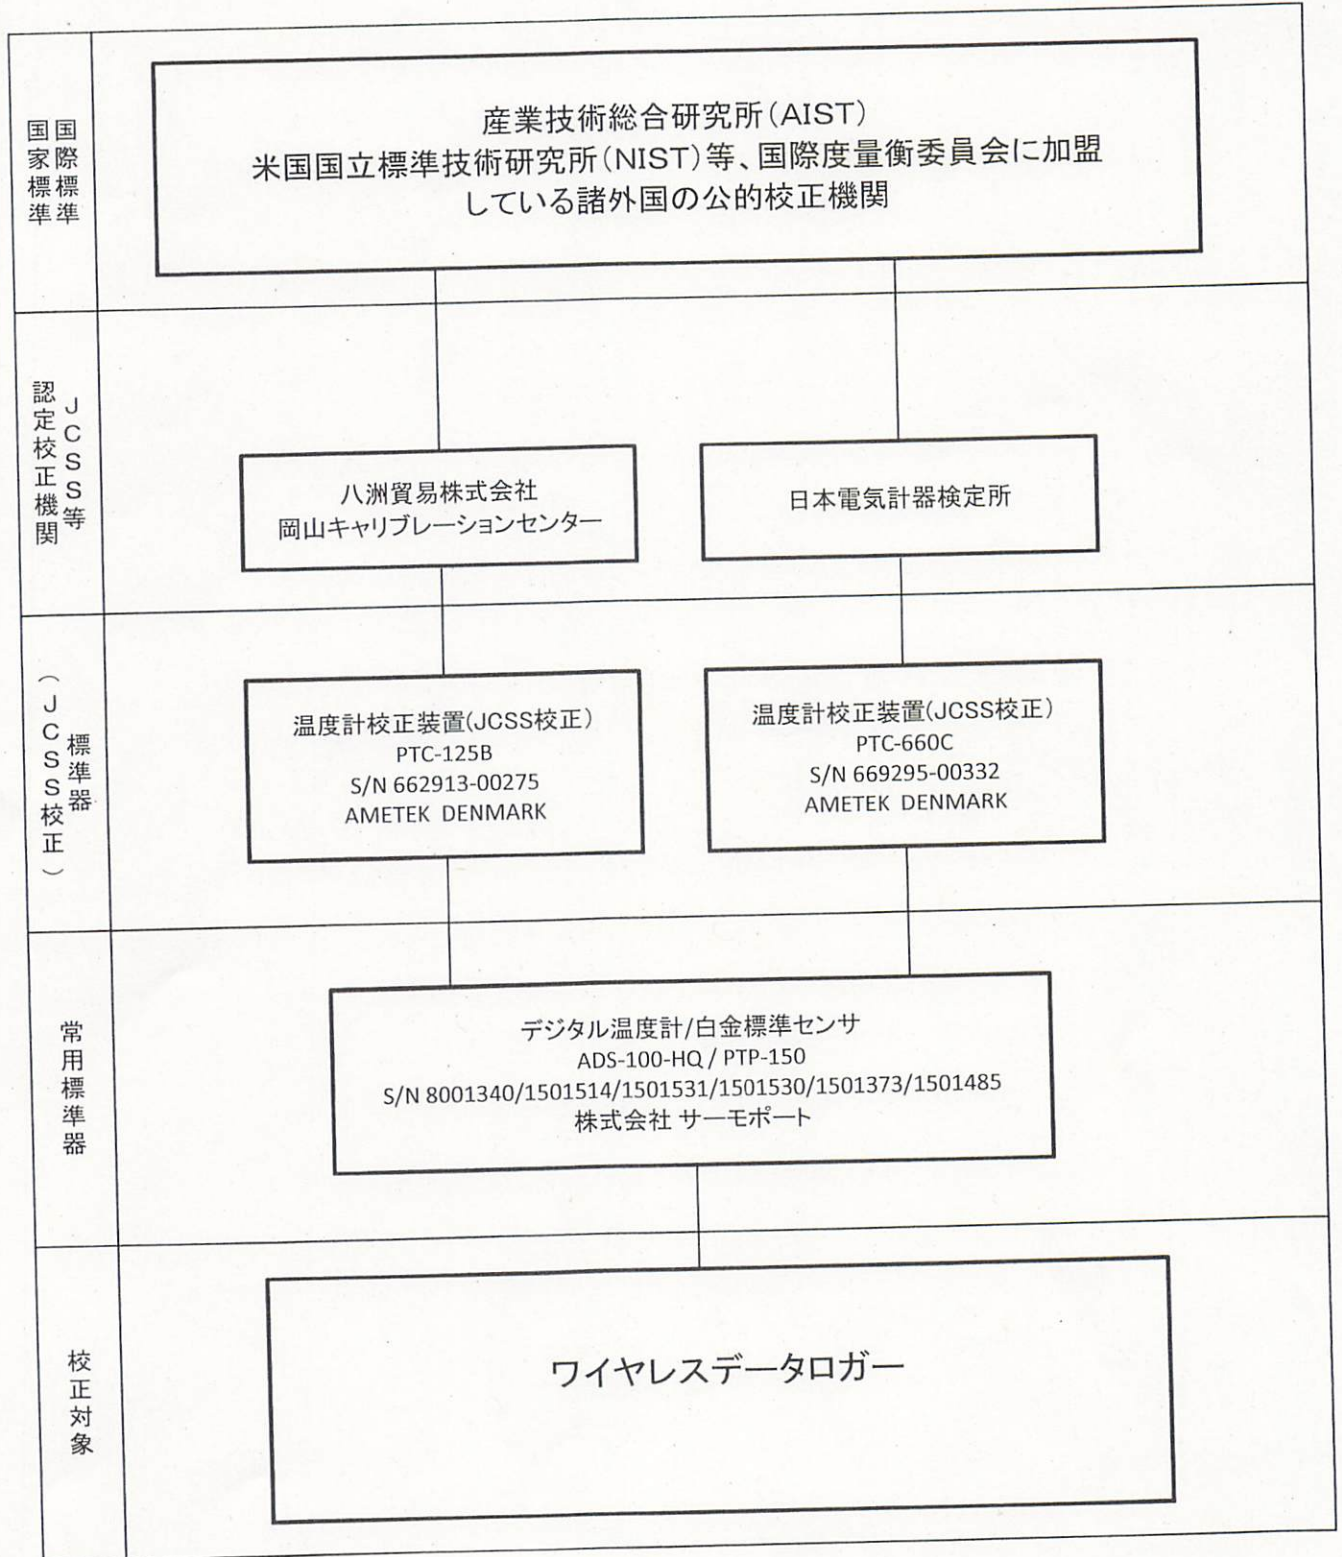 国際標準
国家標準
産業技術総合研究所(AIST)
米国国立標準技術研究所(NIST)等、国際度量衡委員会に加盟
している諸外国の公的校正機関
JCSS等
認定校正機関
八洲貿易株式会社
岡山キャリブレーションセンター
日本電気計器検定所
標準器
(JCSS校正)
温度計校正装置(JCSS校正)
PTC-125B
S/N 662913-00275
AMETEK DENMARK
温度計校正装置(JCSS校正)
PTC-660C
S/N 669295-00332
AMETEK DENMARK
常用標準器
デジタル温度計/白金標準センサ
ADS-100-HQ / PTP-150
S/N 8001340/1501514/1501531/1501530/1501373/1501485
株式会社 サーモポート
校正対象
ワイヤレスデータロガー